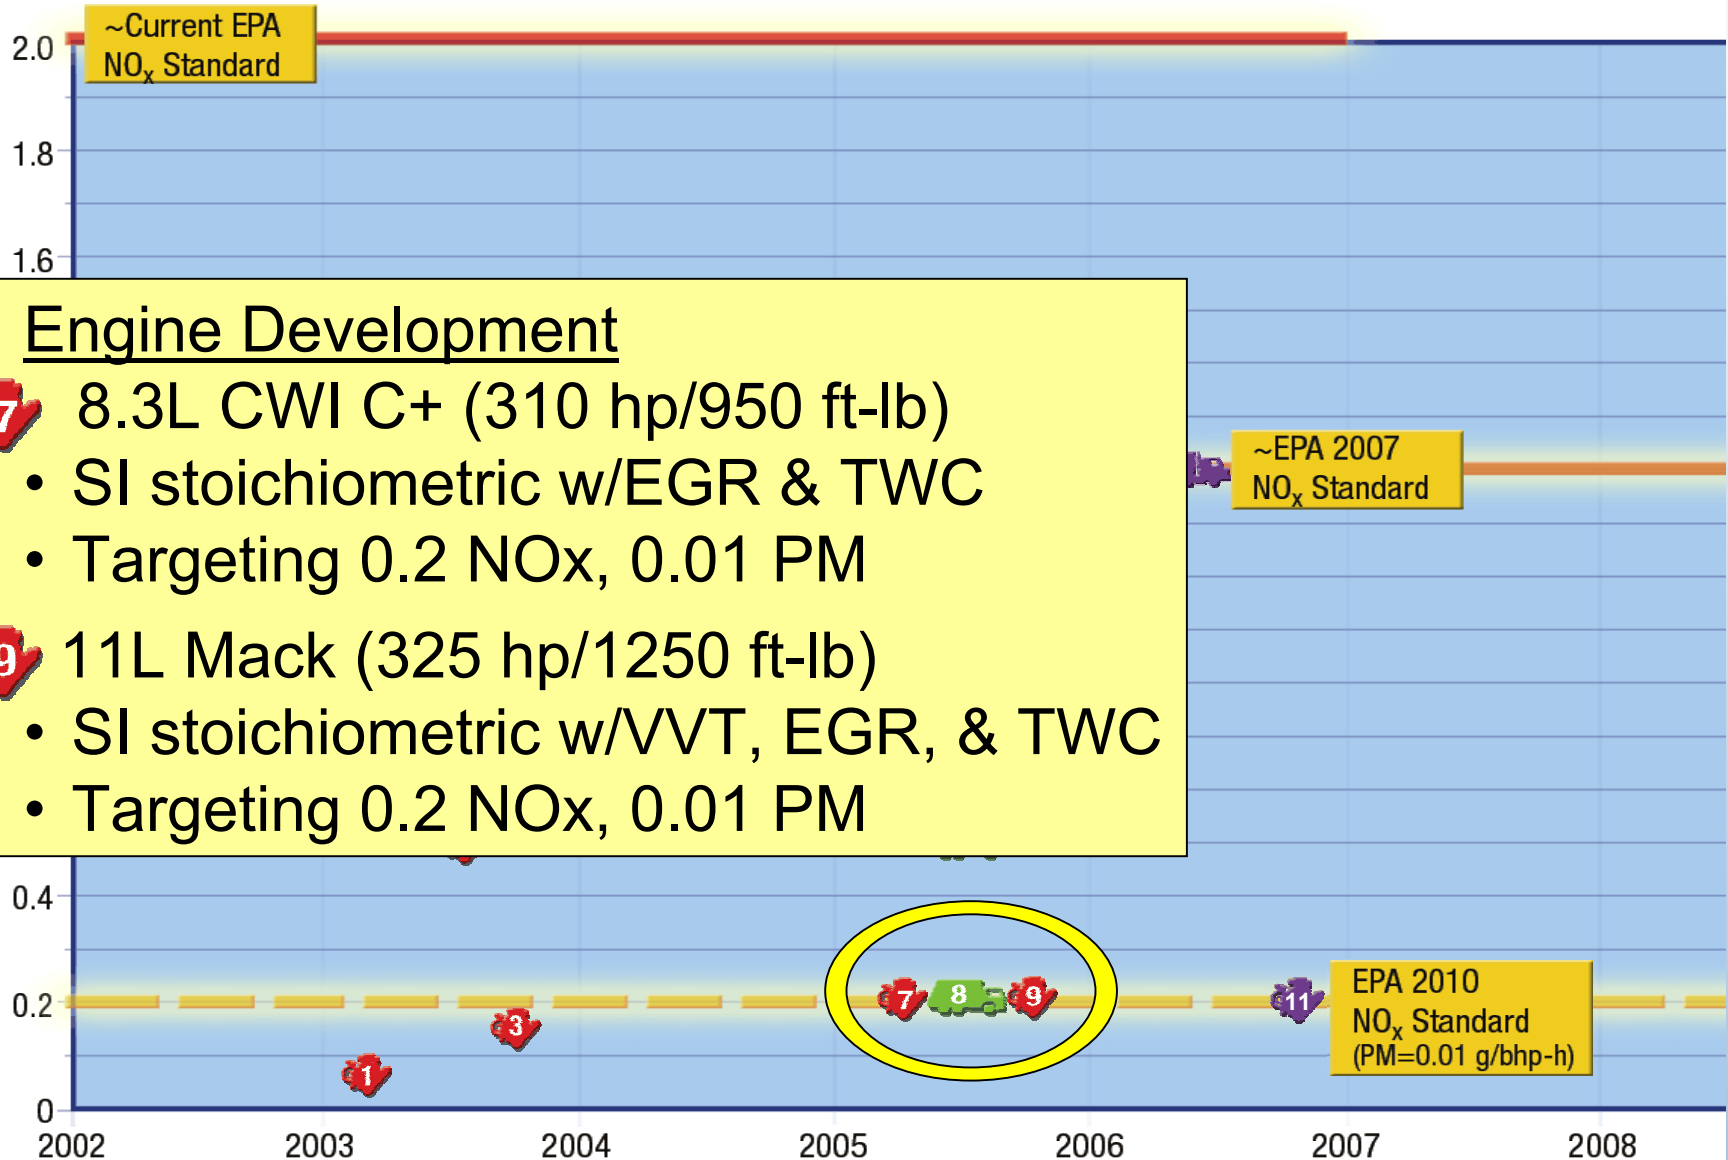 ~Current EPA
NOx Standard
2.0
1.8
1.6
Engine Development
7 8.3L CWI C+ (310 hp/950 ft-lb)
• SI stoichiometric w/EGR & TWC
• Targeting 0.2 NOx, 0.01 PM
9 11L Mack (325 hp/1250 ft-lb)
• SI stoichiometric w/VVT, EGR, & TWC
• Targeting 0.2 NOx, 0.01 PM
~EPA 2007
NOx Standard
0.4
0.2
0
3
1
7 8 9
11
EPA 2010
NOx Standard
(PM=0.01 g/bhp-h)
2002 2003 2004 2005 2006 2007 2008